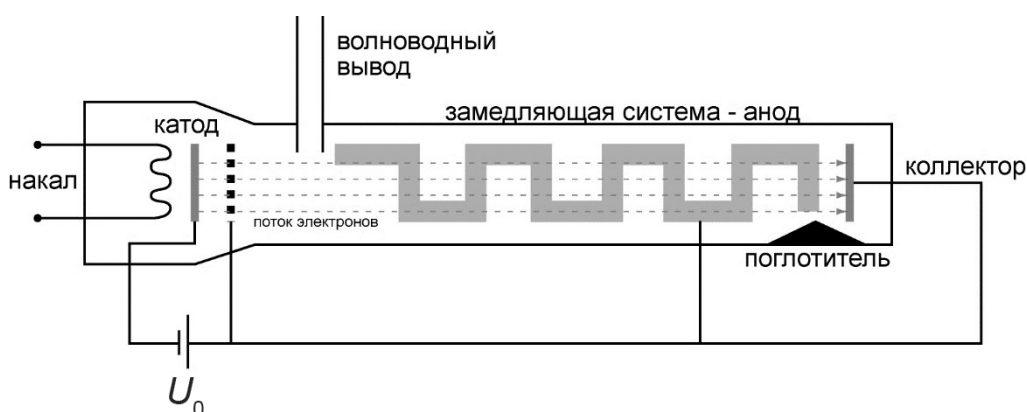 волноводный
вывод
замедляющая система - анод
катод
накал
коллектор
поток электронов
поглотитель
U0